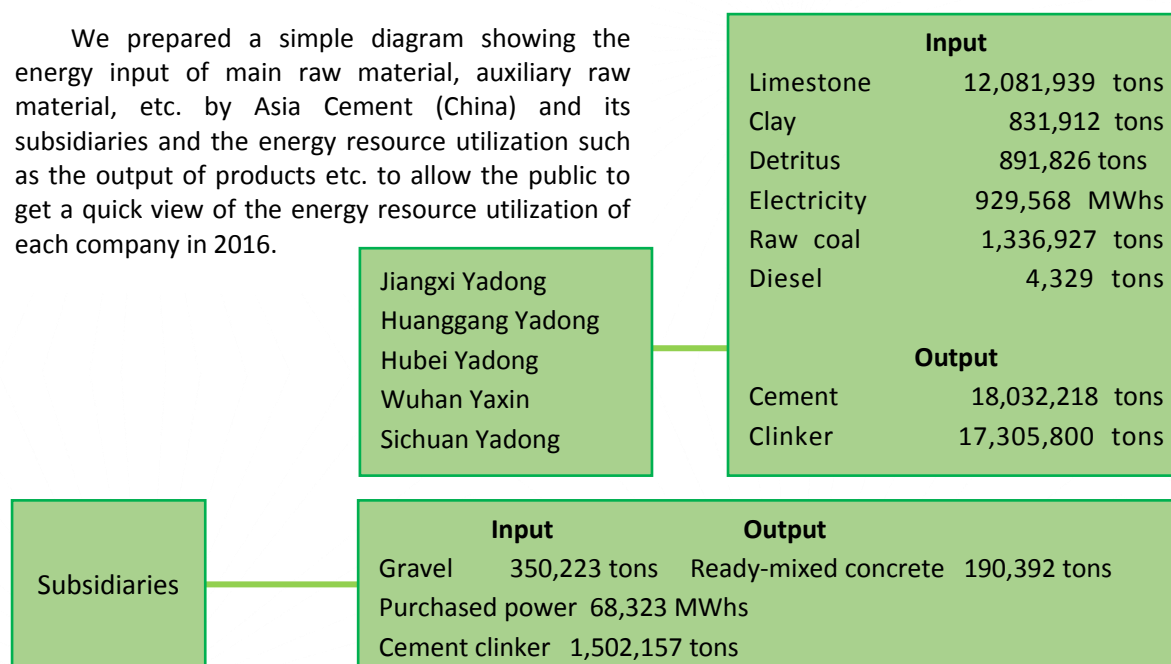 We prepared a simple diagram showing the
energy input of main raw material, auxiliary raw
material, etc. by Asia Cement (China) and its
subsidiaries and the energy resource utilization such
as the output of products etc. to allow the public to
get a quick view of the energy resource utilization of
each company in 2016.
Input
Limestone 12,081,939 tons
Clay 831,912 tons
Detritus 891,826 tons
Electricity 929,568 MWhs
Raw coal 1,336,927 tons
Diesel 4,329 tons
Output
Cement 18,032,218 tons
Clinker 17,305,800 tons
Jiangxi Yadong
Huanggang Yadong
Hubei Yadong
Wuhan Yaxin
Sichuan Yadong
Subsidiaries
Input Output
Gravel 350,223 tons Ready-mixed concrete 190,392 tons
Purchased power 68,323 MWhs
Cement clinker 1,502,157 tons